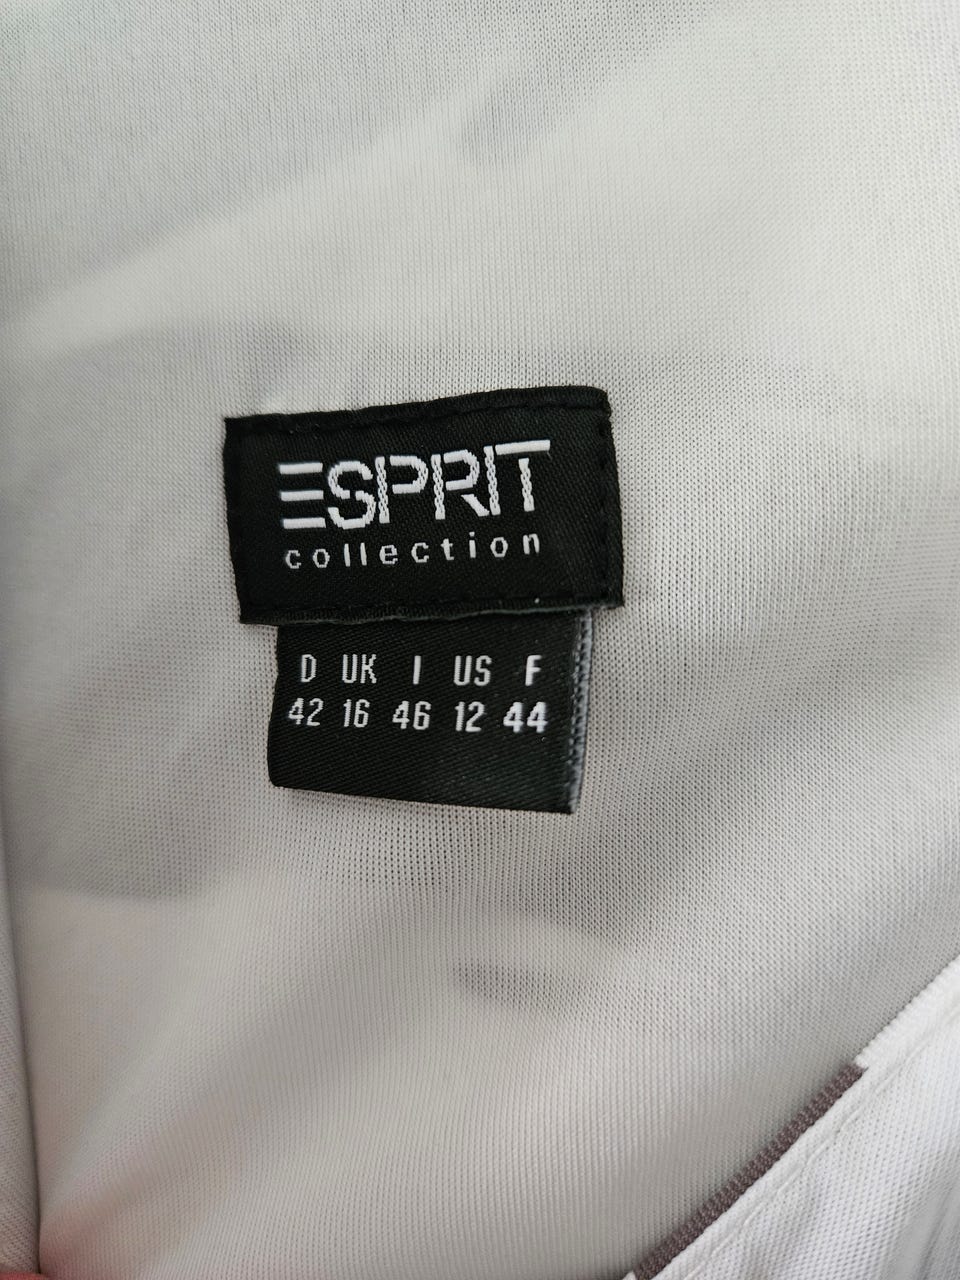 ESPRIT
collection
D UK I US F
42 16 46 12 44